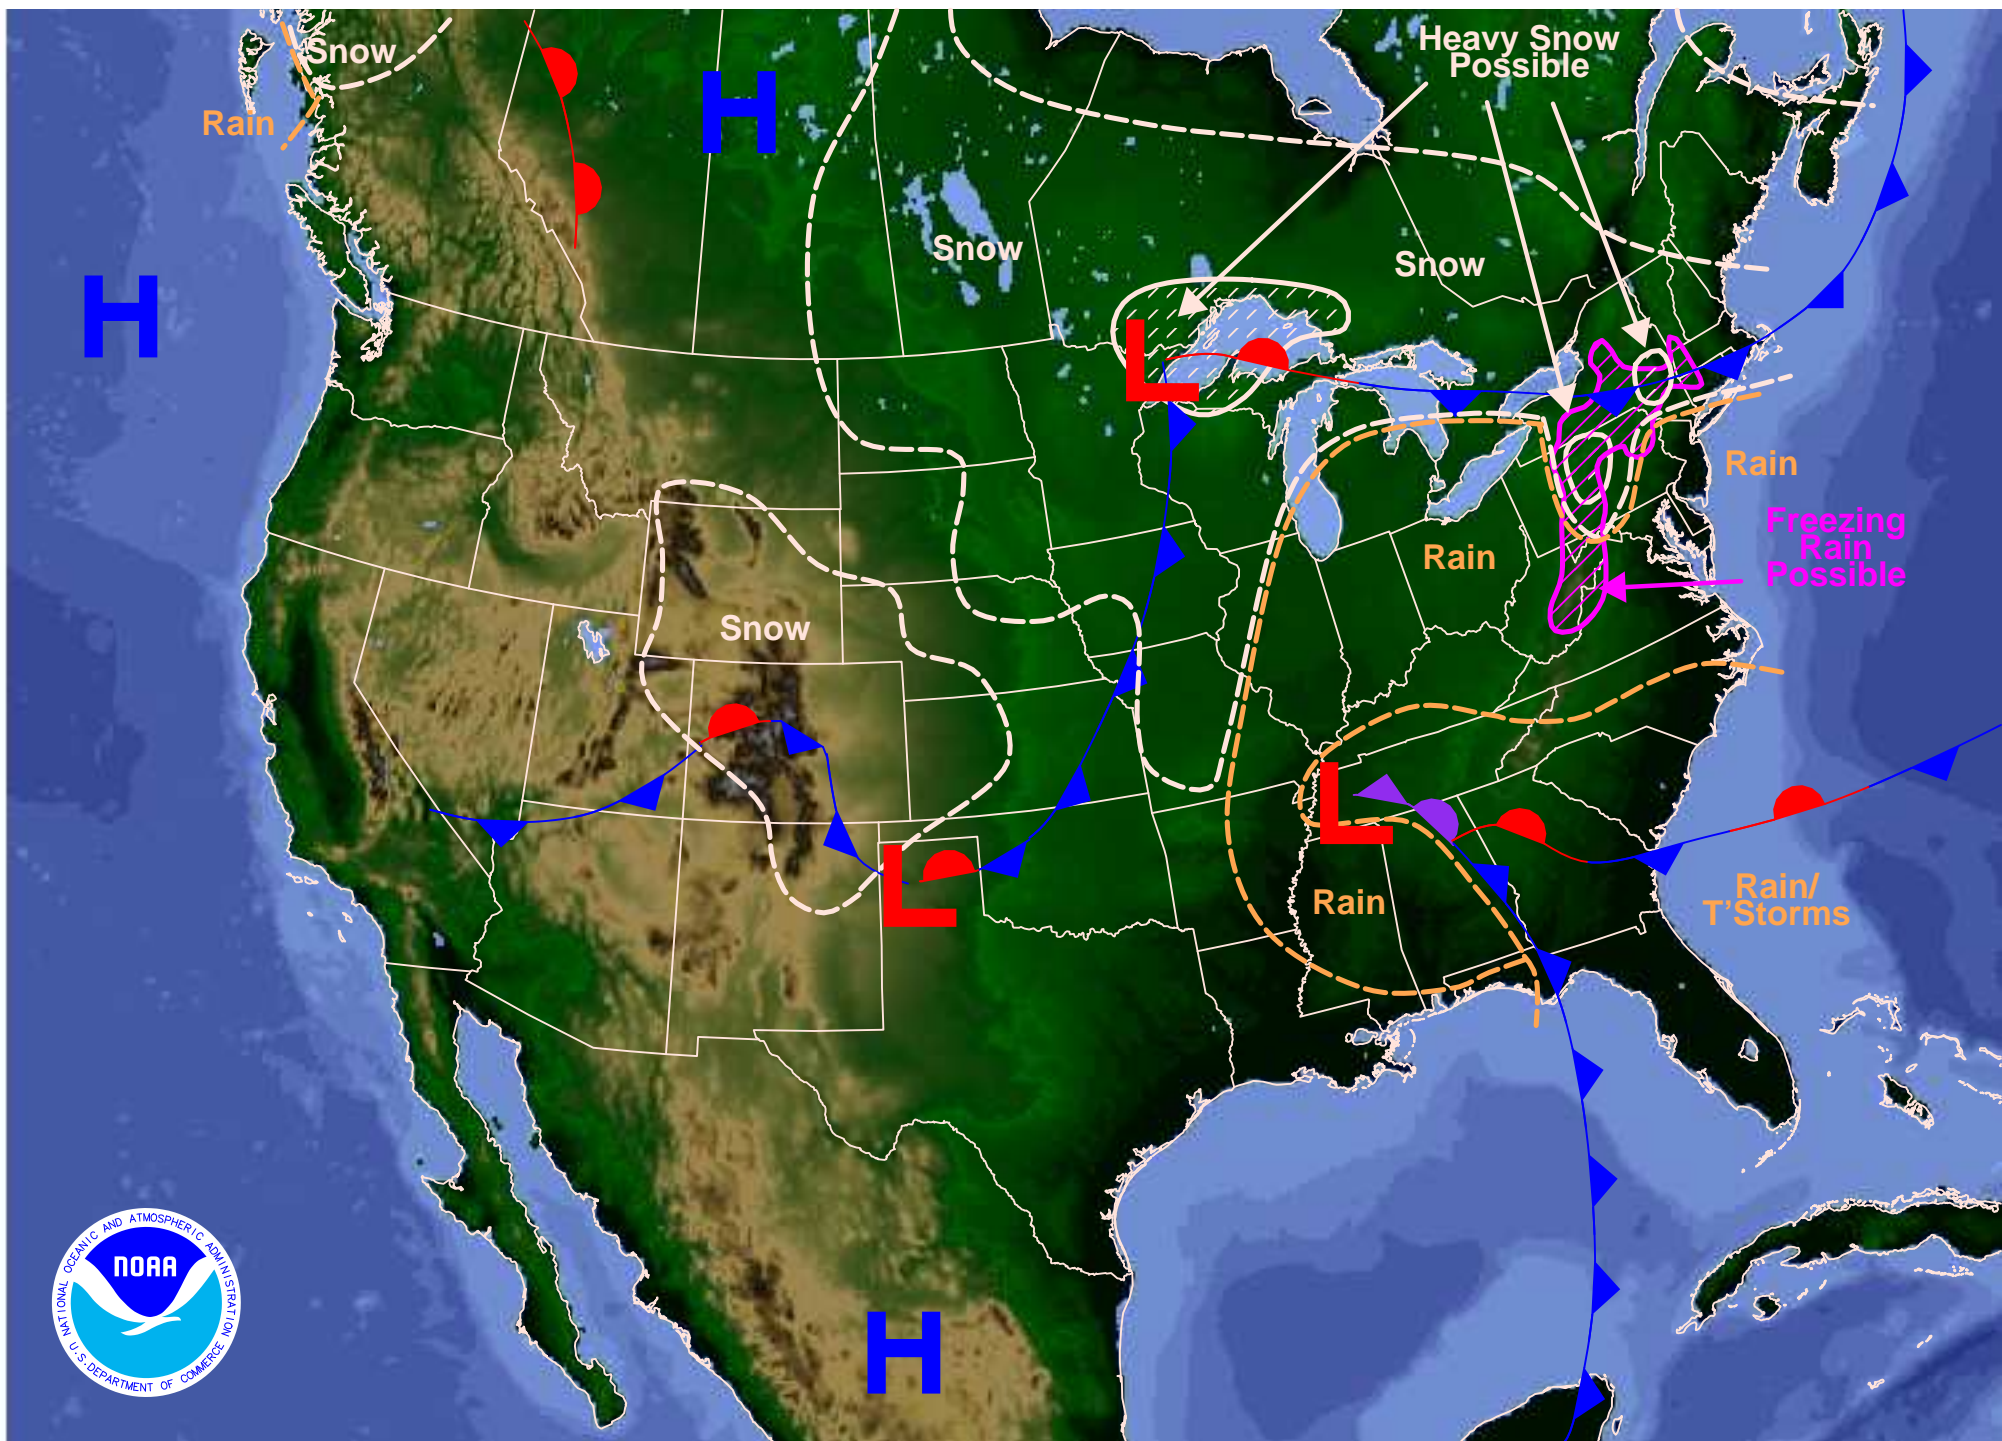 Heavy Snow
Possible
Snow
Rain
H
Snow
Snow
H
L
Rain
Freezing
Rain
Possible
Rain
Snow
L
L
Rain/
T'Storms
Rain
H
NATIONAL OCEANIC AND ATMOSPHERIC ADMINISTRATION
NOAA
U.S. DEPARTMENT OF COMMERCE